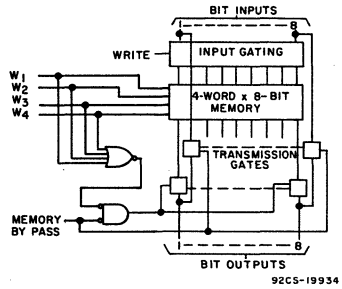 BIT INPUTS
8
WRITE
INPUT GATING
W1
W2
W3
W4
4-WORD x 8-BIT
MEMORY
TRANSMISSION
GATES
MEMORY
BY PASS
8
BIT OUTPUTS
92CS-19934